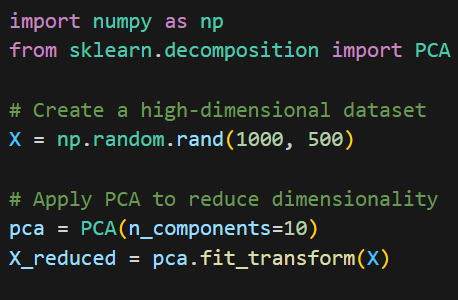 import numpy as np
from sklearn.decomposition import PCA
# Create a high-dimensional dataset
X = np.random.rand(1000, 500)
# Apply PCA to reduce dimensionality
pca = PCA(n_components=10)
X_reduced = pca.fit_transform(X)